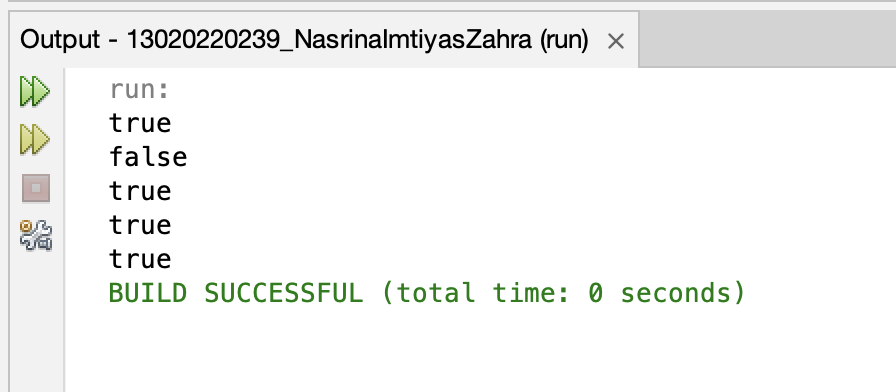 Output - 13020220239_NasrinaImtiyasZahra (run) ×
run:
true
false
true
true
true
BUILD SUCCESSFUL (total time: 0 seconds)